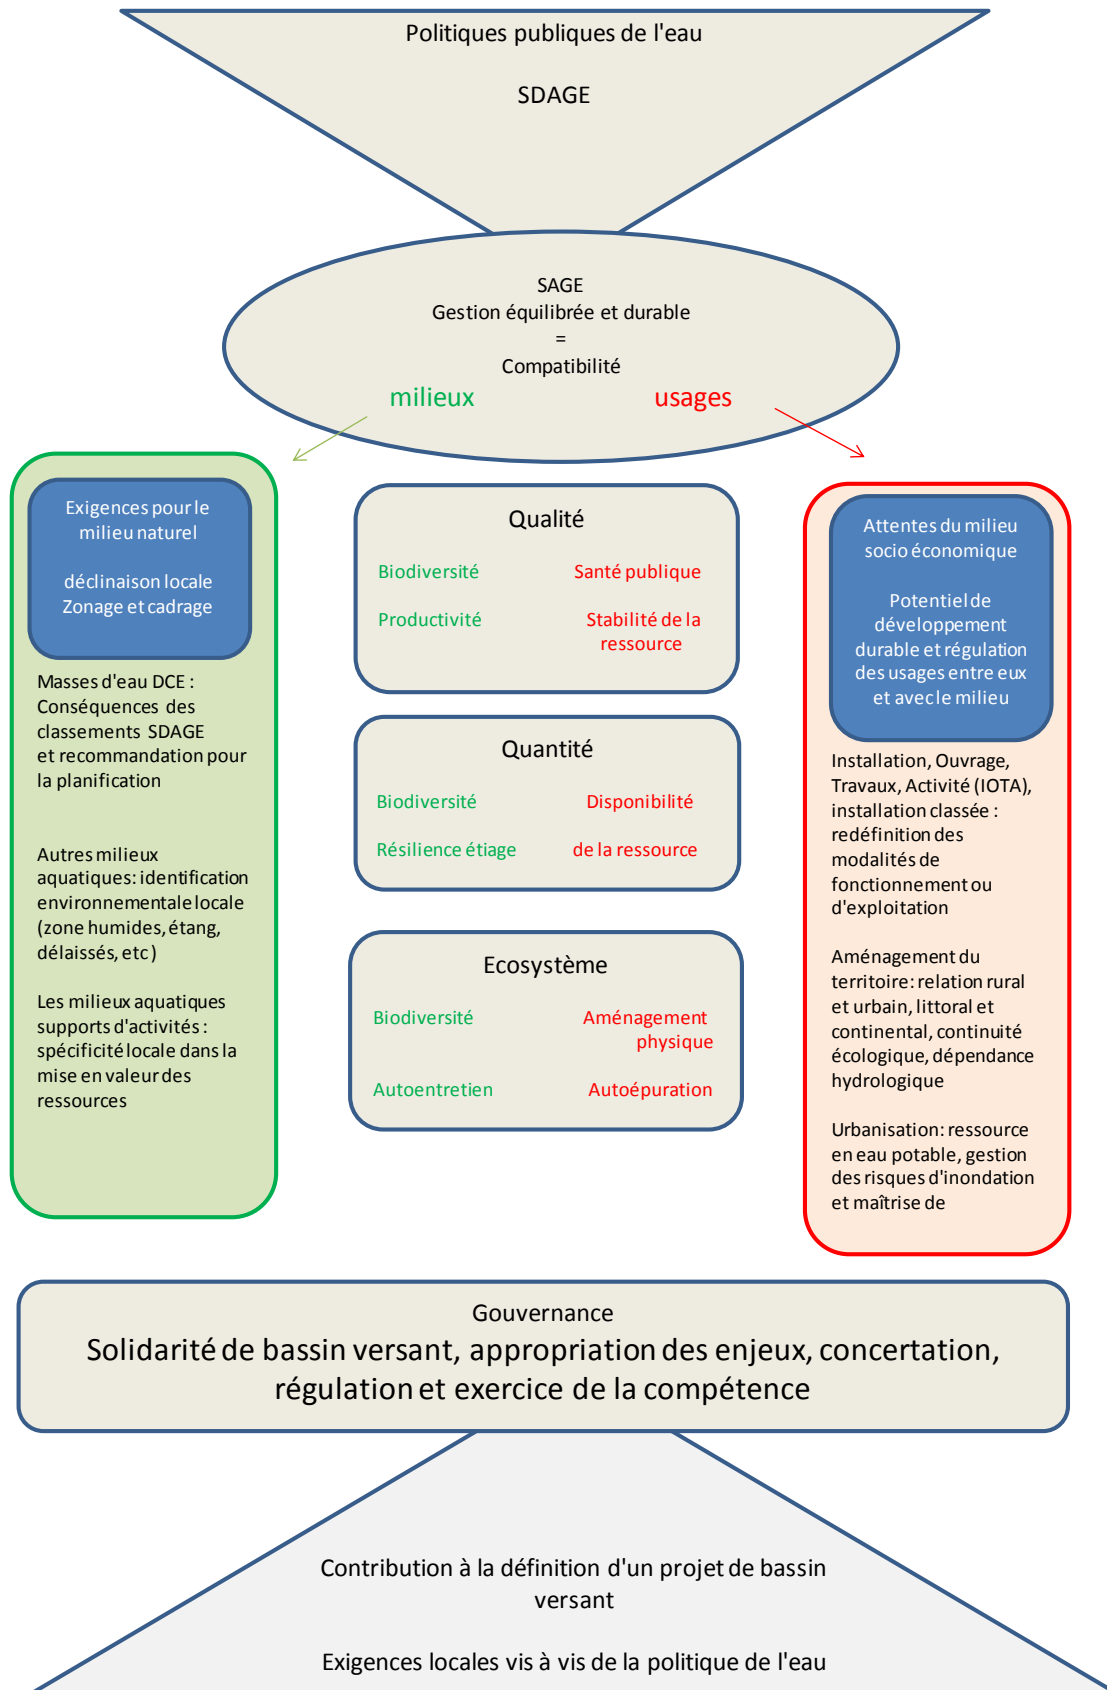 Politiques publiques de l'eau
SDAGE
SAGE
Gestion équilibrée et durable
=
Compatibilité
milieux
usages
Exigences pour le
milieu naturel
déclinaison locale
Zonage et cadrage
Masses d'eau DCE :
Conséquences des
classements SDAGE
et recommandation pour
la planification
Autres milieux
aquatiques: identification
environnementale locale
(zone humides, étang,
délaissés, etc )
Les milieux aquatiques
supports d'activités :
spécificité locale dans la
mise en valeur des
ressources
Qualité
Biodiversité Santé publique
Productivité Stabilité de la
ressource
Quantité
Biodiversité Disponibilité
Résilience étiage de la ressource
Ecosystème
Biodiversité Aménagement
physique
Autoentretien Autoépuration
Attentes du milieu
socio économique
Potentiel de
développement
durable et régulation
des usages entre eux
et avec le milieu
Installation, Ouvrage,
Travaux, Activité (IOTA),
installation classée :
redéfinition des
modalités de
fonctionnement ou
d'exploitation
Aménagement du
territoire: relation rural
et urbain, littoral et
continental, continuité
écologique, dépendance
hydrologique
Urbanisation: ressource
en eau potable, gestion
des risques d'inondation
et maîtrise de
Gouvernance
Solidarité de bassin versant, appropriation des enjeux, concertation,
régulation et exercice de la compétence
Contribution à la définition d'un projet de bassin
versant
Exigences locales vis à vis de la politique de l'eau